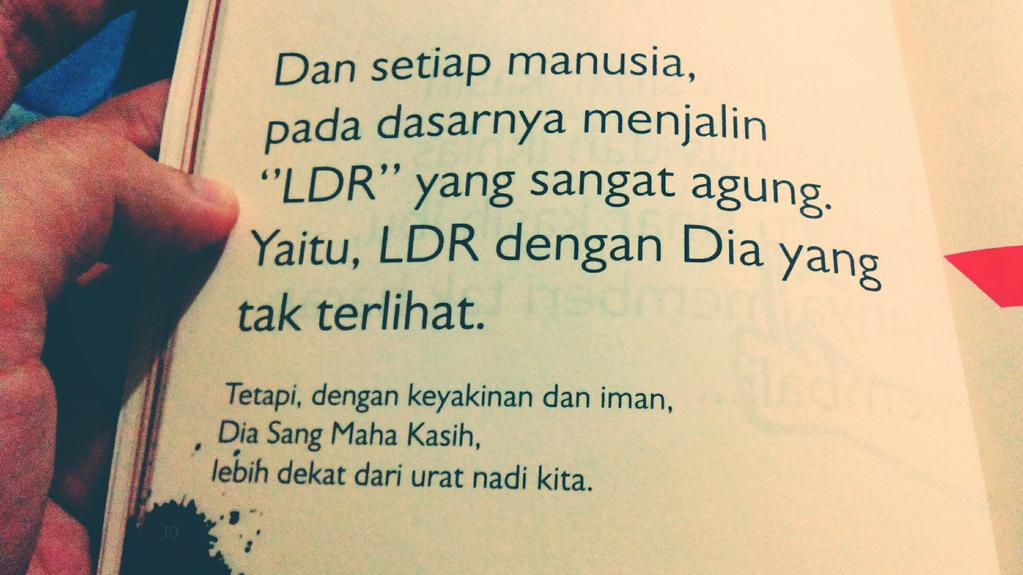 Dan setiap manusia,
pada dasarnya menjalin
‘’LDR’’ yang sangat agung.
Yaitu, LDR dengan Dia yang
tak terlihat.
Tetapi, dengan keyakinan dan iman,
Dia Sang Maha Kasih,
lebih dekat dari urat nadi kita.
30